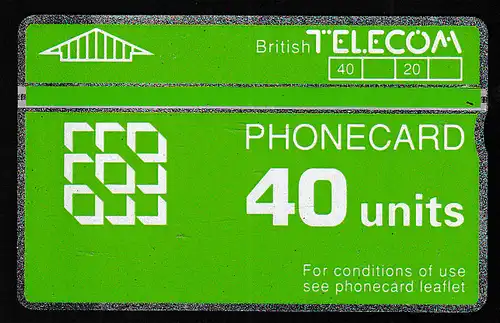 British TELECOM
40 20
PHONECARD
40 units
For conditions of use
see phonecard leaflet